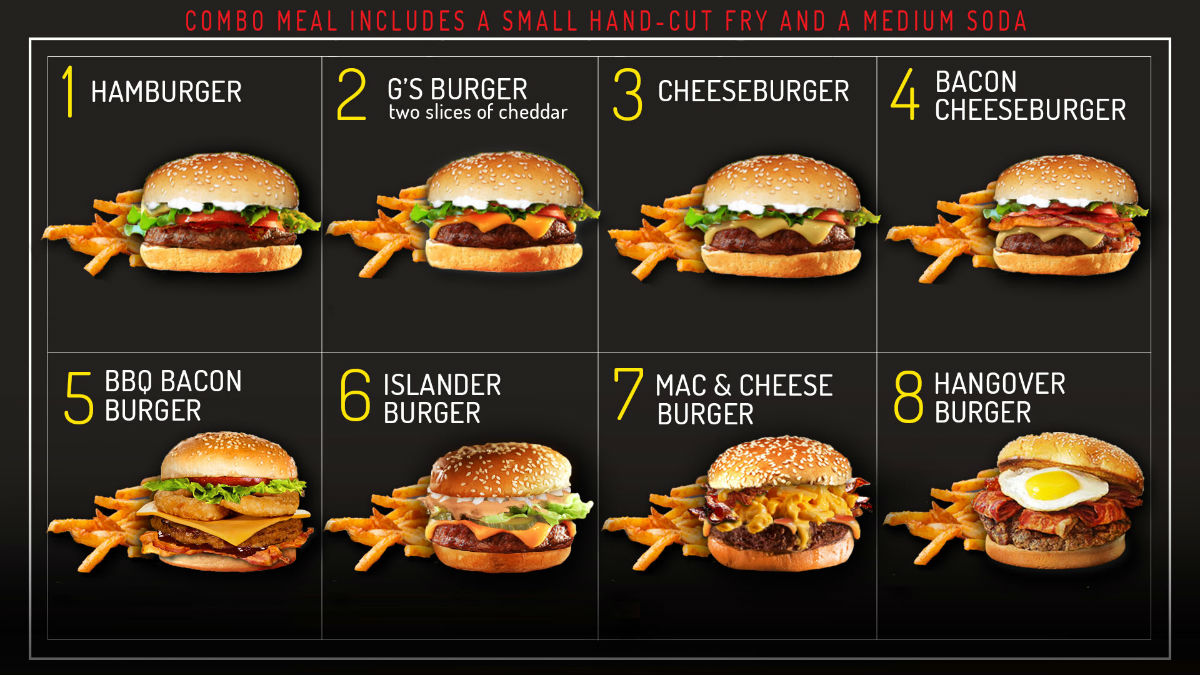 COMBO MEAL INCLUDES A SMALL HAND-CUT FRY AND A MEDIUM SODA
1 HAMBURGER
2 G'S BURGER
two slices of cheddar
3 CHEESEBURGER
4 BACON
CHEESEBURGER
5 BBQ BACON
BURGER
6 ISLANDER
BURGER
7 MAC & CHEESE
BURGER
8 HANGOVER
BURGER